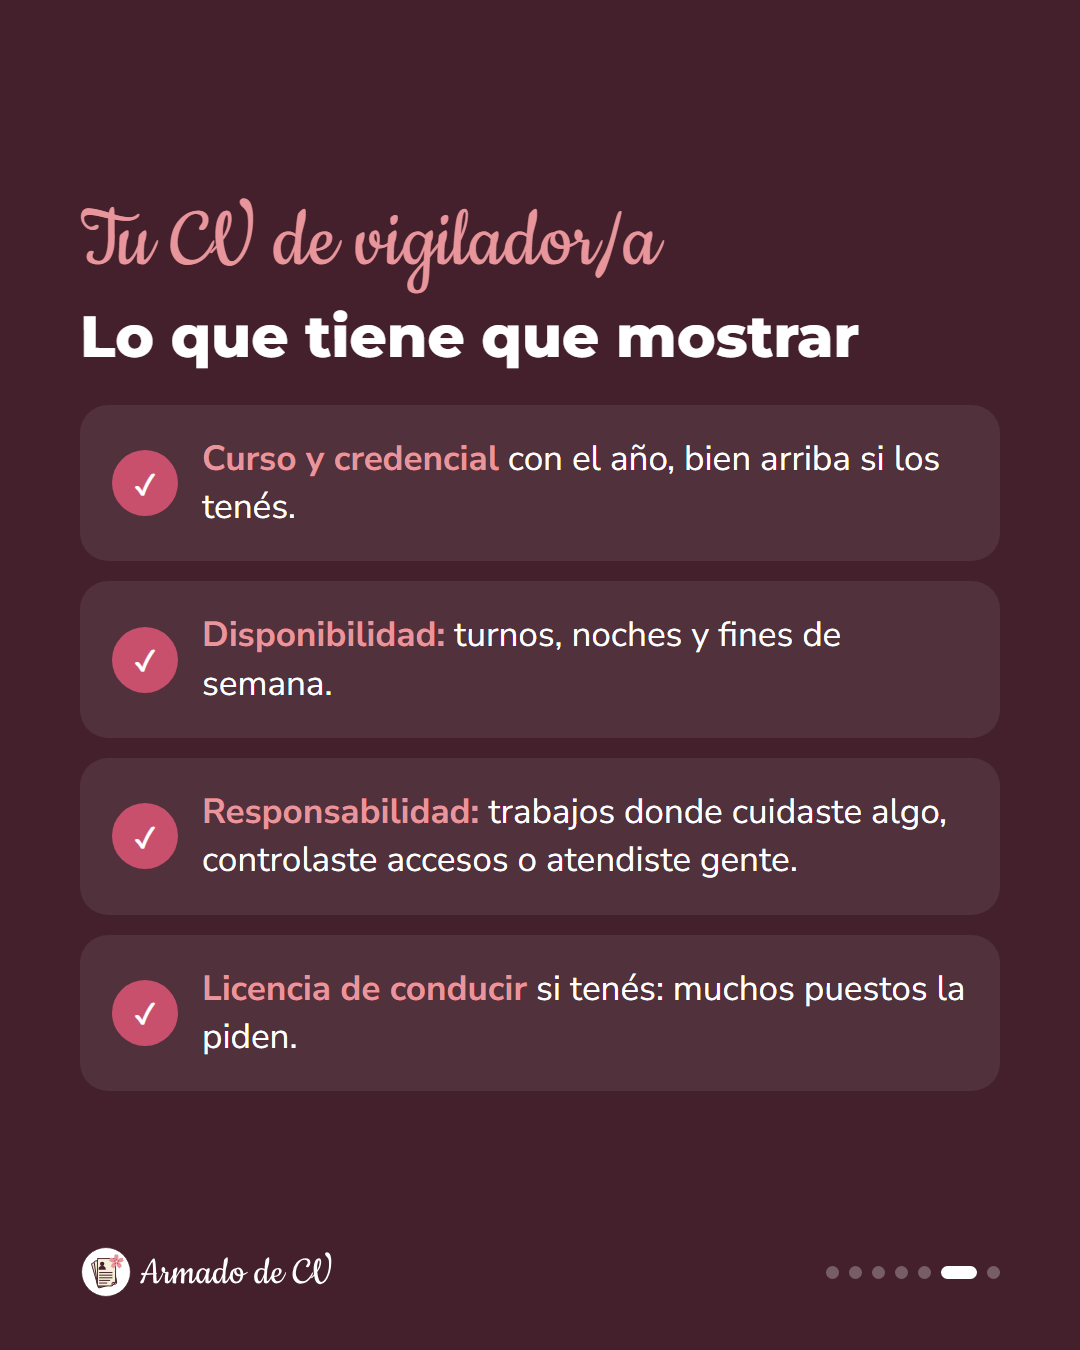 Tu CV de vigilador/a
Lo que tiene que mostrar
✓ Curso y credencial con el año, bien arriba si los
tenés.
✓ Disponibilidad: turnos, noches y fines de
semana.
✓ Responsabilidad: trabajos donde cuidaste algo,
controlaste accesos o atendiste gente.
✓ Licencia de conducir si tenés: muchos puestos la
piden.
Armado de CV